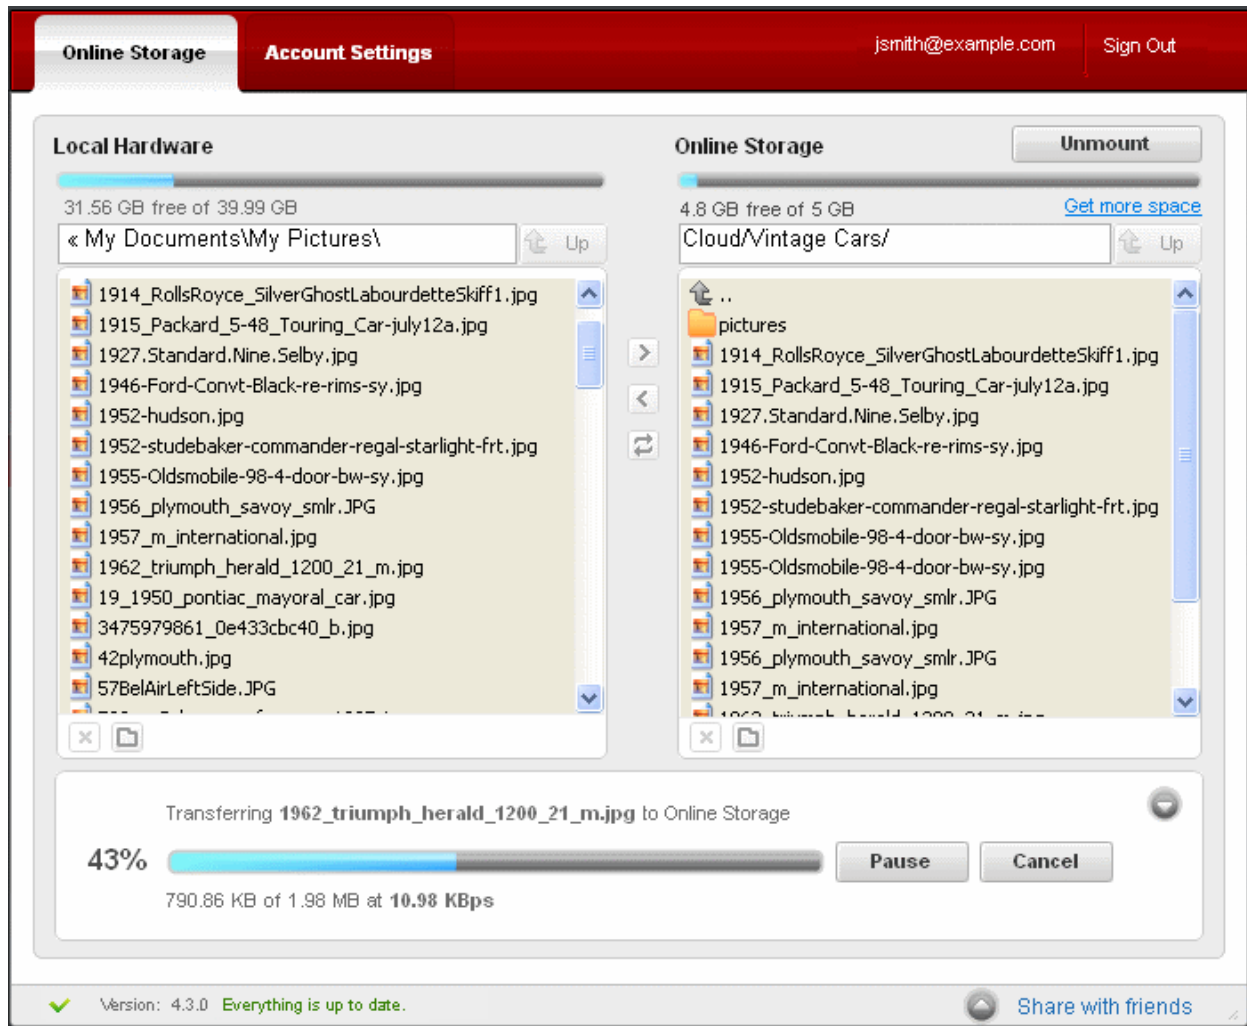 Online Storage
Account Settings
jsmith@example.com
Sign Out
Local Hardware
31.56 GB free of 39.99 GB
« My Documents\My Pictures\
Up
1914_RollsRoyce_SilverGhostLabourdetteSkiff1.jpg
1915_Packard_5-48_Touring_Car-july12a.jpg
1927.Standard.Nine.Selby.jpg
1946-Ford-Convt-Black-re-rims-sy.jpg
1952-hudson.jpg
1952-studebaker-commander-regal-starlight-frt.jpg
1955-Oldsmobile-98-4-door-bw-sy.jpg
1956_plymouth_savoy_smlr.JPG
1957_m_international.jpg
1962_triumph_herald_1200_21_m.jpg
19_1950_pontiac_mayoral_car.jpg
3475979861_0e433cbc40_b.jpg
42plymouth.jpg
57BelAirLeftSide.JPG
Online Storage
Unmount
4.8 GB free of 5 GB
Get more space
Cloud/Vintage Cars/
Up
..
pictures
1914_RollsRoyce_SilverGhostLabourdetteSkiff1.jpg
1915_Packard_5-48_Touring_Car-july12a.jpg
1927.Standard.Nine.Selby.jpg
1946-Ford-Convt-Black-re-rims-sy.jpg
1952-hudson.jpg
1952-studebaker-commander-regal-starlight-frt.jpg
1955-Oldsmobile-98-4-door-bw-sy.jpg
1955-Oldsmobile-98-4-door-bw-sy.jpg
1956_plymouth_savoy_smlr.JPG
1957_m_international.jpg
1956_plymouth_savoy_smlr.JPG
1957_m_international.jpg
1962_triumph_herald_1200_21_m.jpg
Transferring 1962_triumph_herald_1200_21_m.jpg to Online Storage
43%
Pause
Cancel
790.86 KB of 1.98 MB at 10.98 KBps
Version: 4.3.0 Everything is up to date.
Share with friends